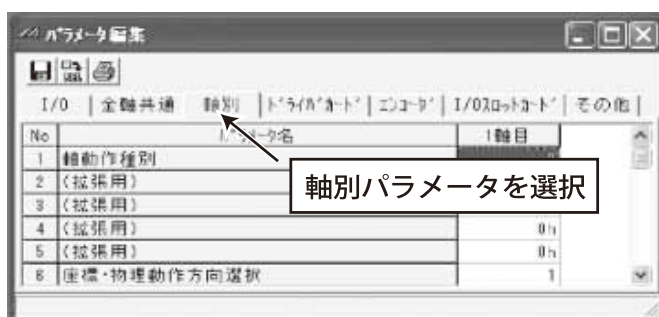 パラメータ編集
I/O 全軸共通 軸別 ドライバカード エンコーダ I/Oスロットカード その他
No パラメータ名 1軸目
1 軸動作種別
2 (拡張用)
3 (拡張用)
4 (拡張用) 0h
5 (拡張用) 0h
6 座標・物理動作方向選択 1
軸別パラメータを選択